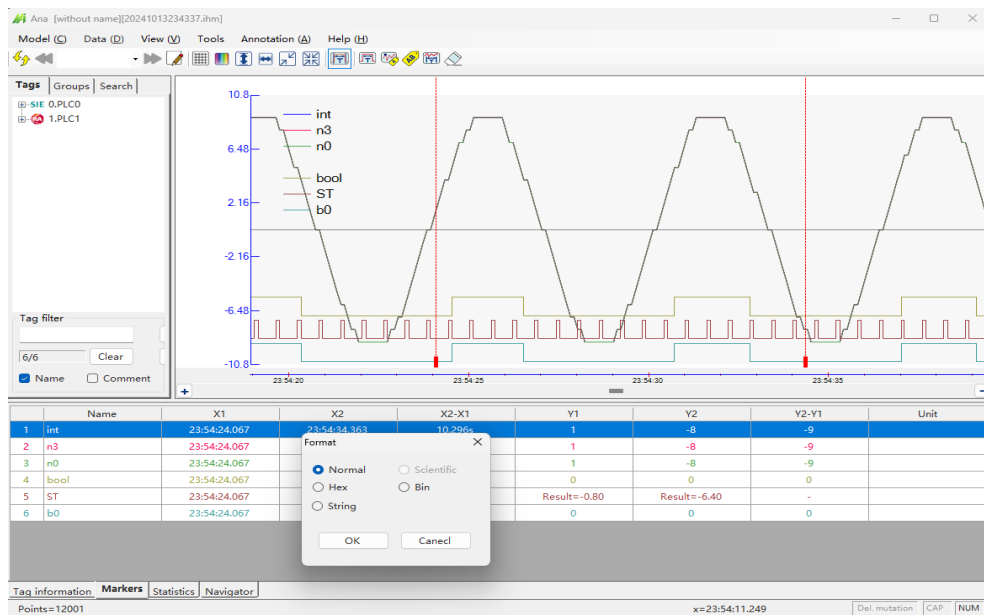 Ana [without name][20241013234337.ihm]
Model (C) Data (D) View (V) Tools Annotation (A) Help (H)
Tags Groups Search
SIE 0.PLC0
RA 1.PLC1
Tag filter
6/6 Clear
Name Comment
10.8
6.48
2.16
-2.16
-6.48
-10.8
int
n3
n0
bool
ST
b0
23:54:20 23:54:25 23:54:30 23:54:35
Name X1 X2 X2-X1 Y1 Y2 Y2-Y1 Unit
1 int 23:54:24.067 23:54:34.363 10.296s 1 -8 -9
2 n3 23:54:24.067 1 -8 -9
3 n0 23:54:24.067 1 -8 -9
4 bool 23:54:24.067 0 0 0
5 ST 23:54:24.067 Result=-0.80 Result=-6.40 -
6 b0 23:54:24.067 0 0 0
Format
Normal Scientific
Hex Bin
String
OK Canecl
Tag information Markers Statistics Navigator
Points=12001 x=23:54:11.249 Del. mutation CAP NUM